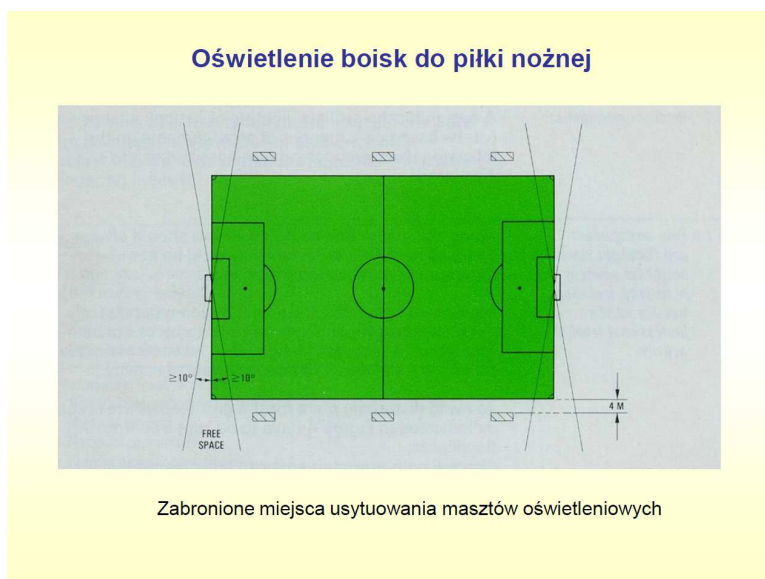 Oświetlenie boisk do piłki nożnej
≥10° ≥10°
4 M
FREE
SPACE
Zabronione miejsca usytuowania masztów oświetleniowych